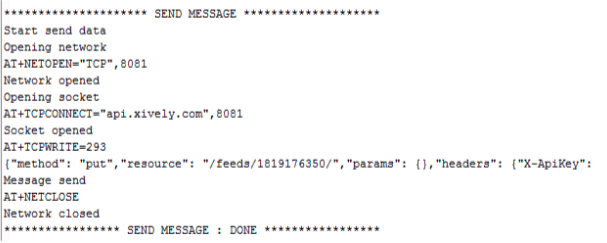 ********************* SEND MESSAGE ********************
Start send data
Opening network
AT+NETOPEN="TCP",8081
Network opened
Opening socket
AT+TCPCONNECT="api.xively.com",8081
Socket opened
AT+TCPWRITE=293
{"method": "put","resource": "/feeds/1819176350/","params": {},"headers": {"X-ApiKey":
Message send
AT+NETCLOSE
Network closed
***************** SEND MESSAGE : DONE *****************